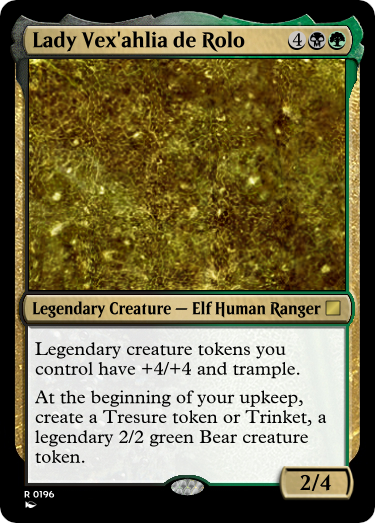 Lady Vex'ahlia de Rolo 4
Legendary Creature — Elf Human Ranger
Legendary creature tokens you
control have +4/+4 and trample.
At the beginning of your upkeep,
create a Tresure token or Trinket, a
legendary 2/2 green Bear creature
token.
2/4
R 0196